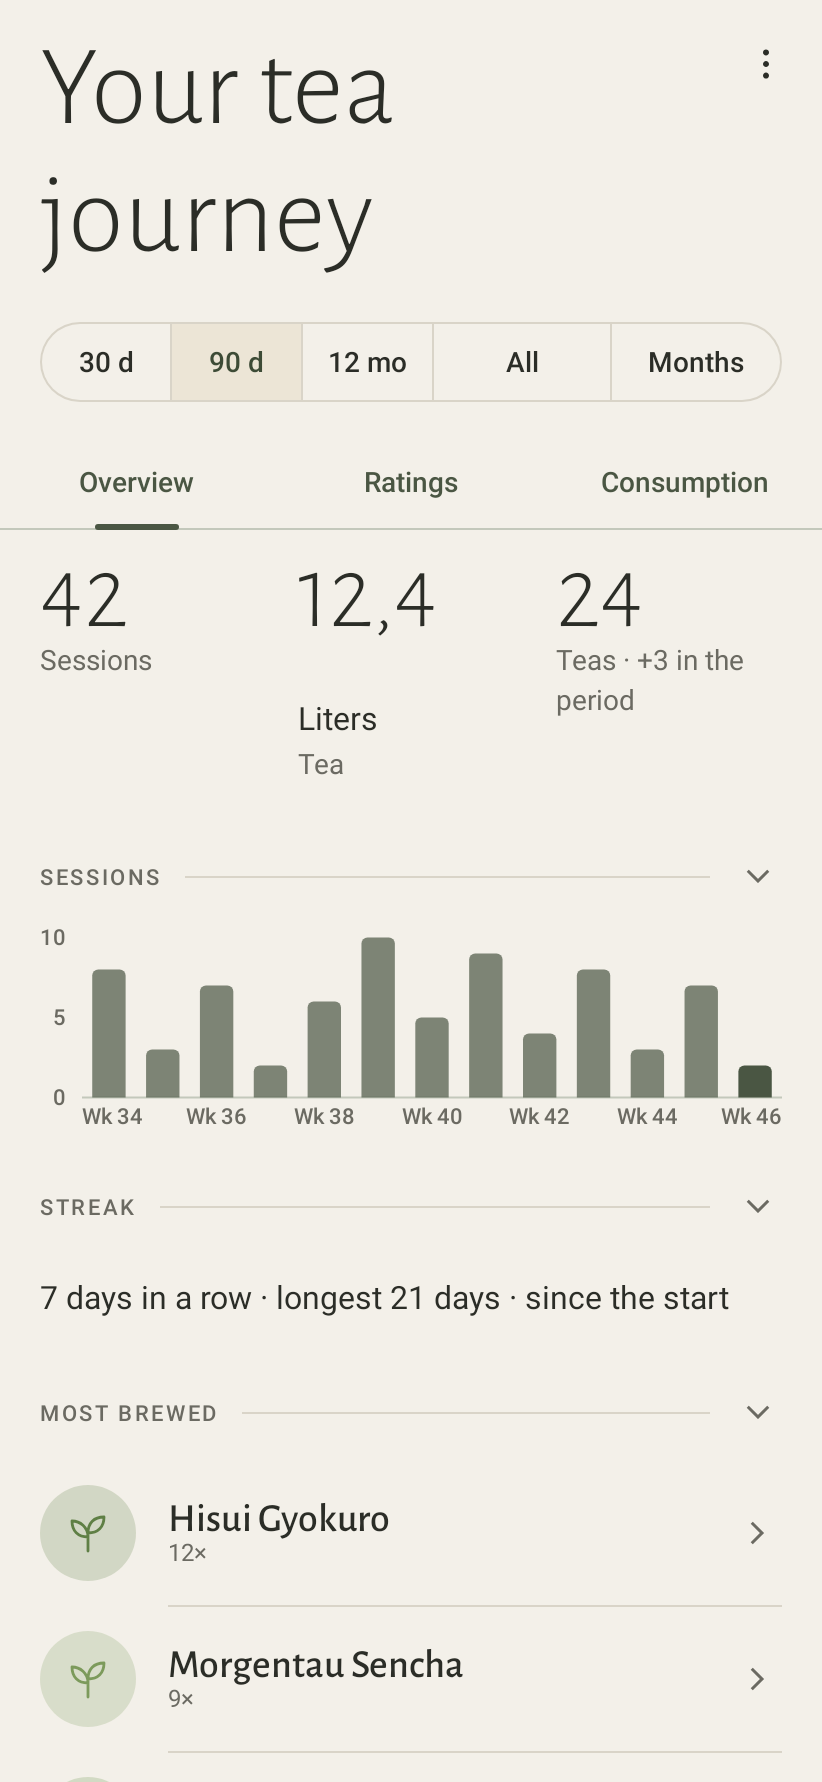 Your tea
journey
30 d
90 d
12 mo
All
Months
Overview
Ratings
Consumption
42
Sessions
12,4
Liters
Tea
24
Teas · +3 in the
period
SESSIONS
10
5
0
Wk 34
Wk 36
Wk 38
Wk 40
Wk 42
Wk 44
Wk 46
STREAK
7 days in a row · longest 21 days · since the start
MOST BREWED
Hisui Gyokuro
12×
Morgentau Sencha
9×